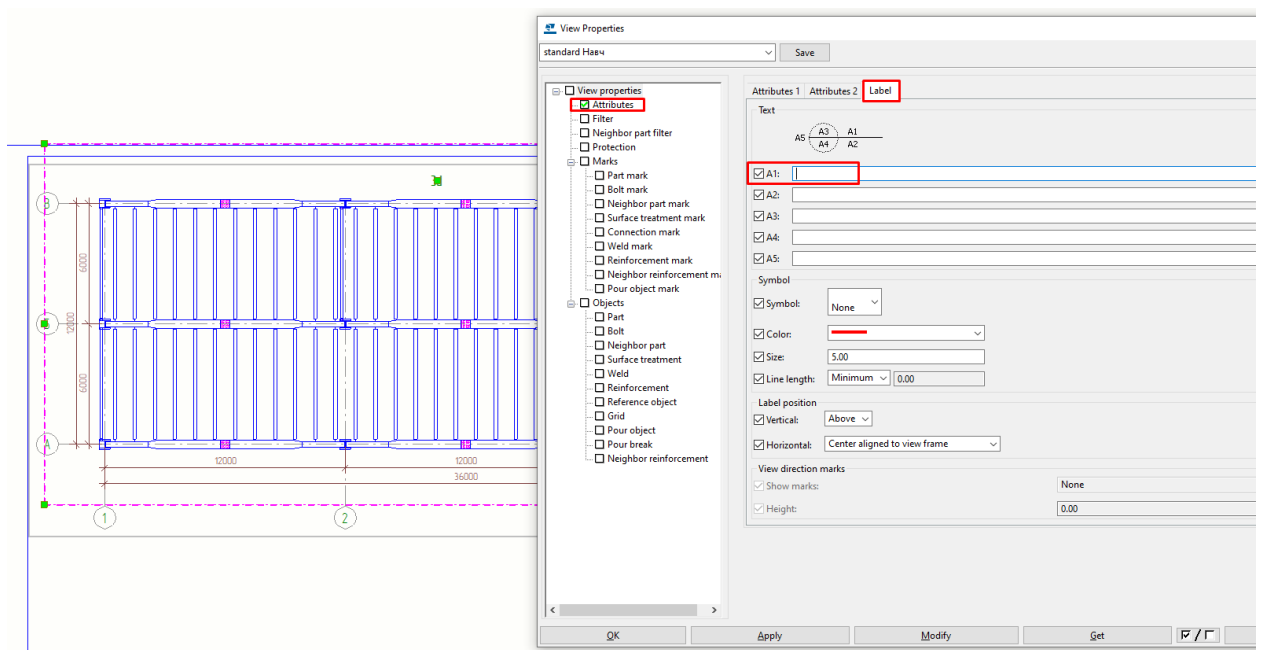 View Properties
standard Навч
Save
View properties
Attributes
Filter
Neighbor part filter
Protection
Marks
Part mark
Bolt mark
Neighbor part mark
Surface treatment mark
Connection mark
Weld mark
Reinforcement mark
Neighbor reinforcement ma
Pour object mark
Objects
Part
Bolt
Neighbor part
Surface treatment
Weld
Reinforcement
Reference object
Grid
Pour object
Pour break
Neighbor reinforcement
Attributes 1 Attributes 2 Label
Text
A5 A3 A1
A4 A2
A1:
A2:
A3:
A4:
A5:
Symbol
Symbol: None
Color:
Size: 5.00
Line length: Minimum 0.00
Label position
Vertical: Above
Horizontal: Center aligned to view frame
View direction marks
Show marks: None
Height: 0.00
OK Apply Modify Get
6000
12000
6000
А
12000 12000
36000
1 2